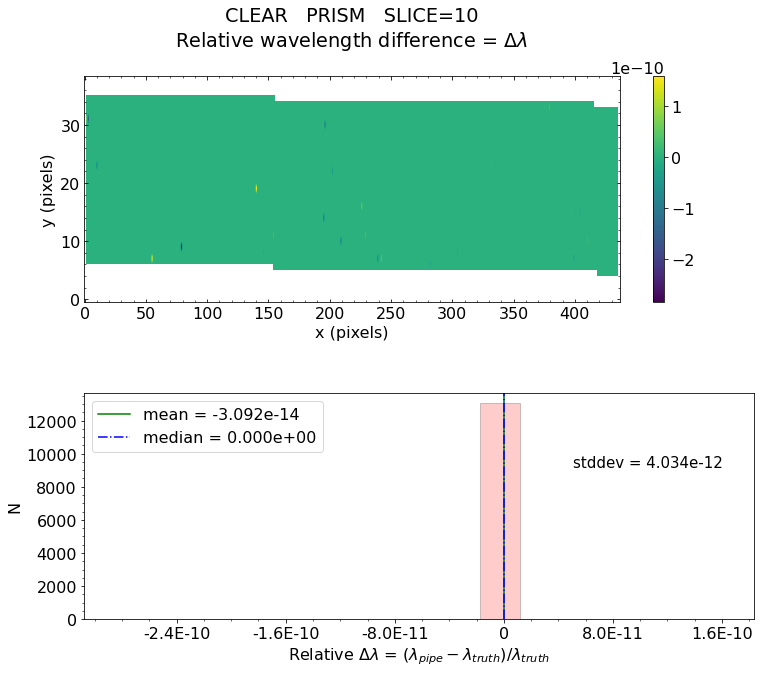 CLEAR   PRISM   SLICE=10
Relative wavelength difference = Δλ
1e−10
y (pixels)
30
20
10
0
0 50 100 150 200 250 300 350 400
x (pixels)
1
0
−1
−2
mean = -3.092e-14
median = 0.000e+00
stddev = 4.034e-12
N
12000
10000
8000
6000
4000
2000
0
-2.4E-10 -1.6E-10 -8.0E-11 0 8.0E-11 1.6E-10
Relative Δλ = (λ_pipe − λ_truth)/λ_truth